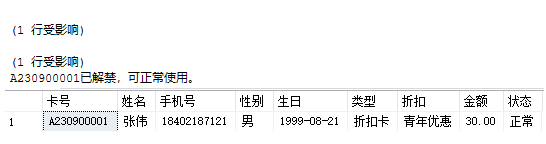 (1 行受影响)
(1 行受影响)
A230900001已解禁，可正常使用。
卡号 姓名 手机号 性别 生日 类型 折扣 金额 状态
1 A230900001 张伟 18402187121 男 1999-08-21 折扣卡 青年优惠 30.00 正常